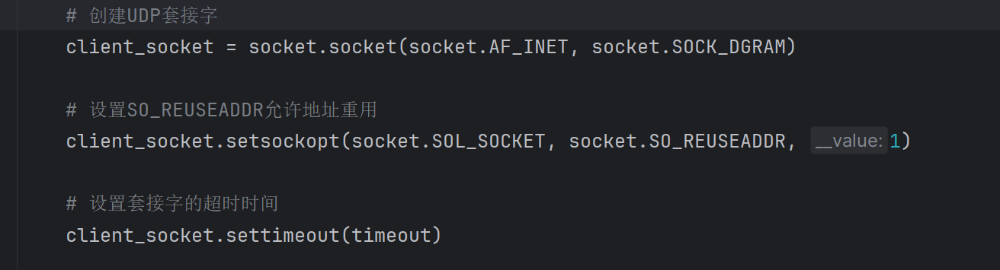 # 创建UDP套接字
client_socket = socket.socket(socket.AF_INET, socket.SOCK_DGRAM)
# 设置SO_REUSEADDR允许地址重用
client_socket.setsockopt(socket.SOL_SOCKET, socket.SO_REUSEADDR, __value: 1)
# 设置套接字的超时时间
client_socket.settimeout(timeout)